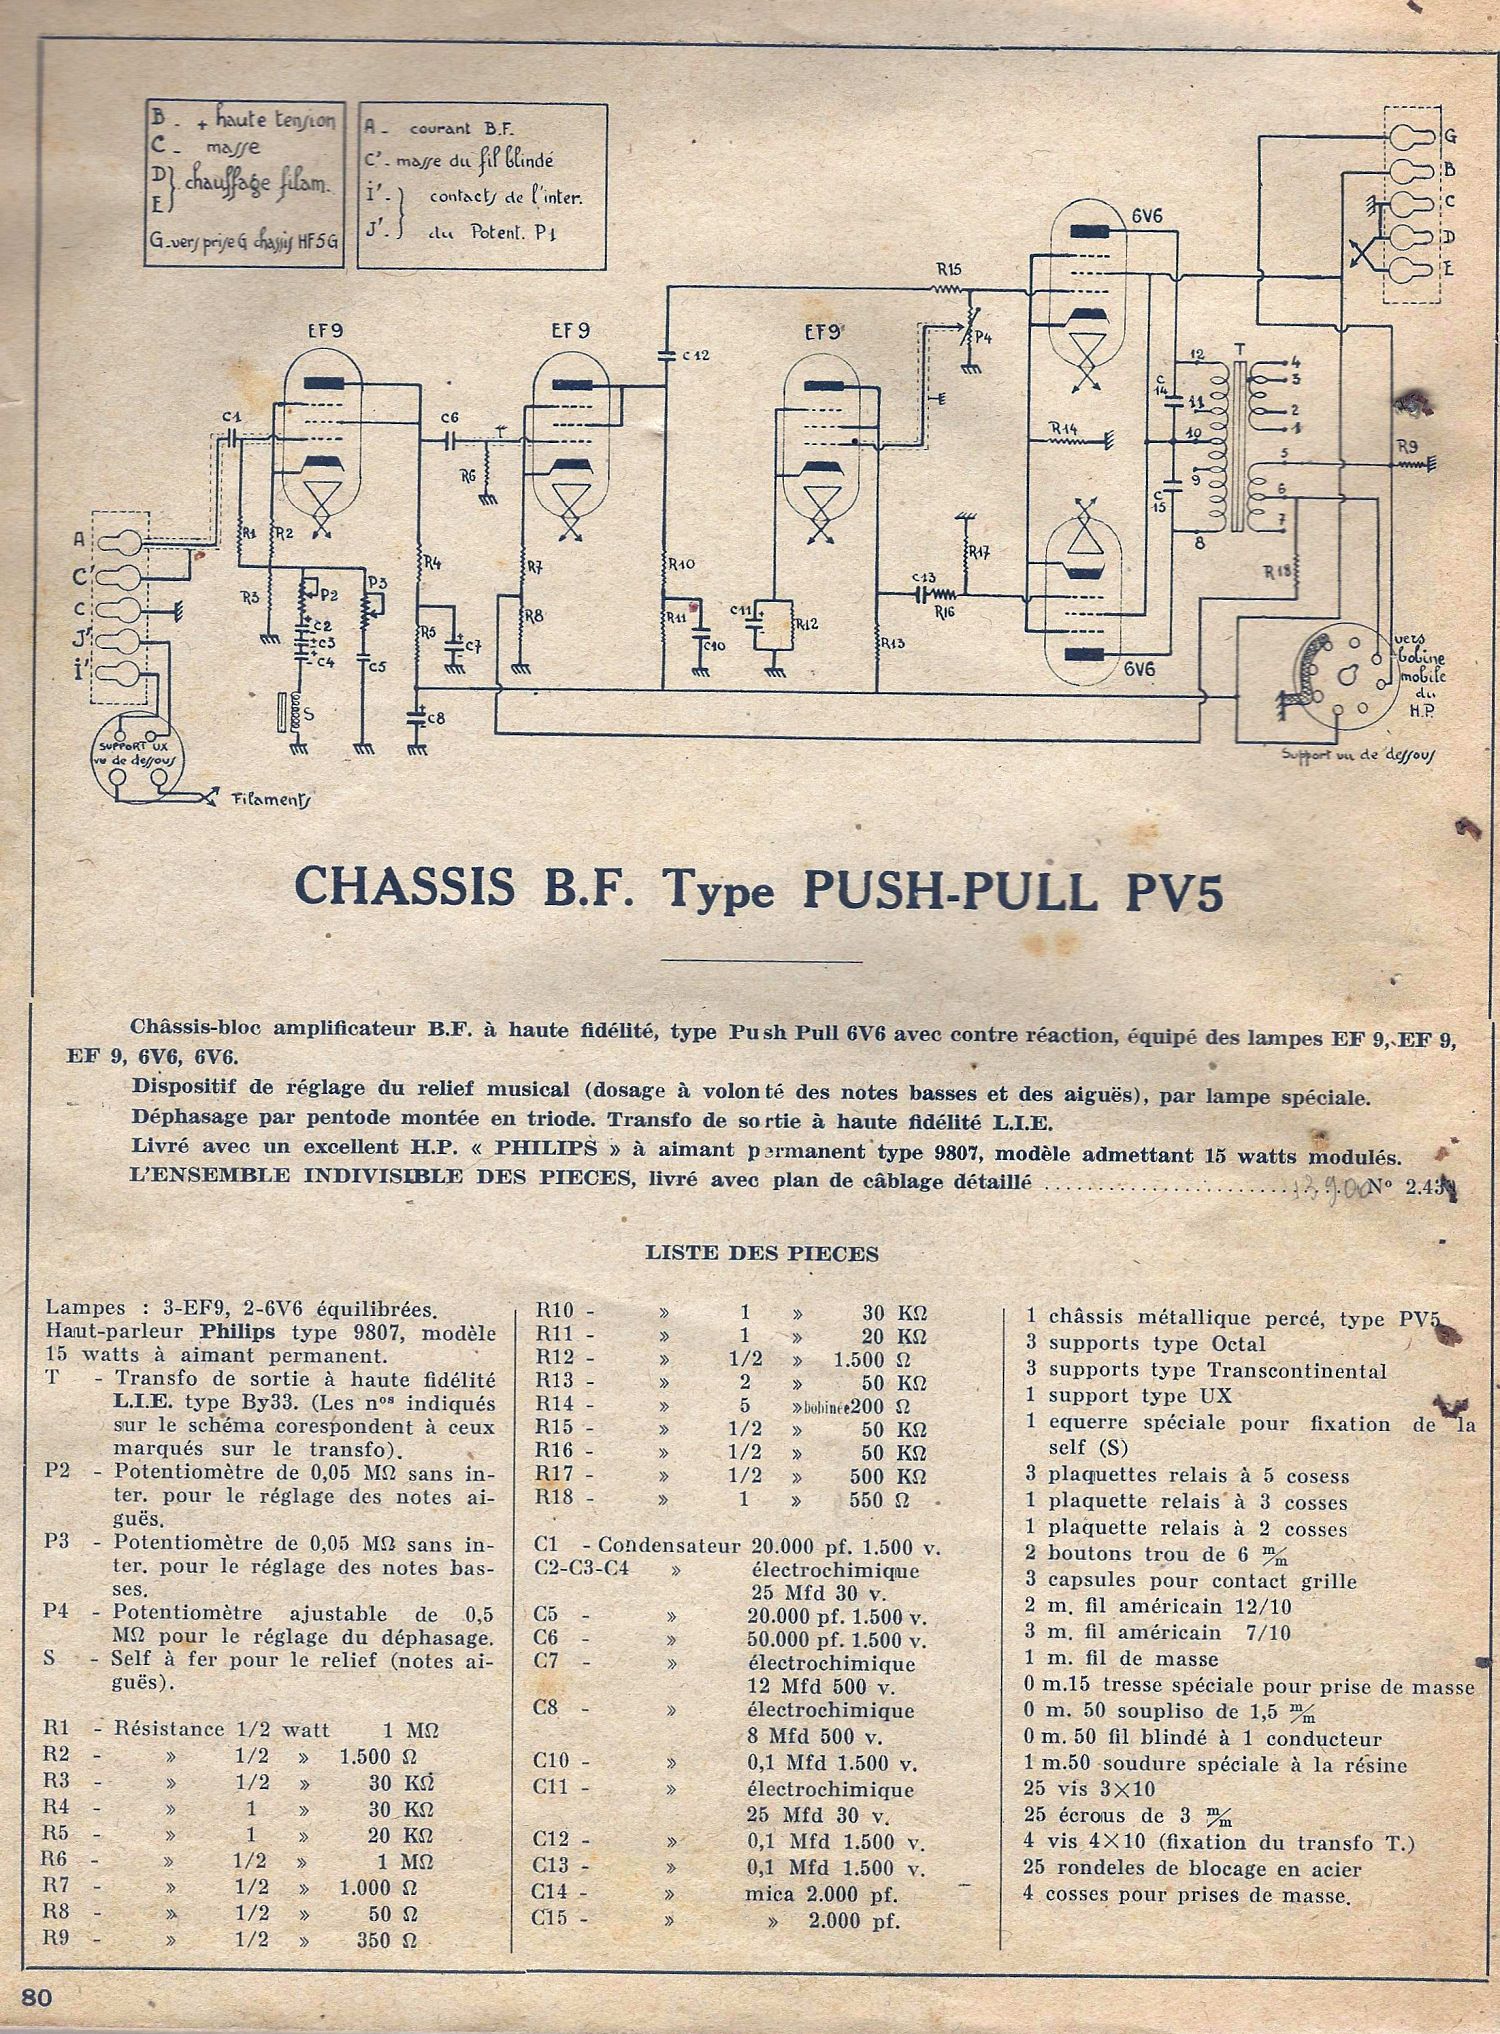 B - + haute tension
C - masse
D} chauffage filam.
E}
G-vers prise G chassis HF5G
A - courant B.F.
C' - masse du fil blindé
i' - } contacts de l'inter.
J' - } du Potent. P1
EF9
EF9
EF9
6V6
6V6
G
B
C
D
E
A
C'
C
J'
i'
C1
R1
R2
R3
P2
P3
C2
C3
C4
C5
S
C6
R6
R4
R5
C7
C8
T
R7
R8
C12
R10
R11
C10
C11
R12
R13
R15
P4
R14
C13
R16
R17
C14
C15
T
12
11
10
9
8
4
3
2
1
5
6
7
R9
R18
SUPPORT UX
vu de dessous
Filaments
vers
bobine
mobile
du
H.P.
Support vu de dessous
CHASSIS B.F. Type PUSH-PULL PV5
Châssis-bloc amplificateur B.F. à haute fidélité, type Push Pull 6V6 avec contre réaction, équipé des lampes EF 9, EF 9,
EF 9, 6V6, 6V6.
Dispositif de réglage du relief musical (dosage à volonté des notes basses et des aiguës), par lampe spéciale.
Déphasage par pentode montée en triode. Transfo de sortie à haute fidélité L.I.E.
Livré avec un excellent H.P. « PHILIPS » à aimant permanent type 9807, modèle admettant 15 watts modulés.
L'ENSEMBLE INDIVISIBLE DES PIECES, livré avec plan de câblage détaillé ........................ N°
LISTE DES PIECES
Lampes : 3-EF9, 2-6V6 équilibrées.
Haut-parleur Philips type 9807, modèle
15 watts à aimant permanent.
T - Transfo de sortie à haute fidélité
L.I.E. type By33. (Les nos indiqués
sur le schéma corespondent à ceux
marqués sur le transfo).
P2 - Potentiomètre de 0,05 MΩ sans in-
ter. pour le réglage des notes ai-
guës.
P3 - Potentiomètre de 0,05 MΩ sans in-
ter. pour le réglage des notes bas-
ses.
P4 - Potentiomètre ajustable de 0,5
MΩ pour le réglage du déphasage.
S - Self à fer pour le relief (notes ai-
guës).
R1 - Résistance 1/2 watt 1 MΩ
R2 - » 1/2 » 1.500 Ω
R3 - » 1/2 » 30 KΩ
R4 - » 1 » 30 KΩ
R5 - » 1 » 20 KΩ
R6 - » 1/2 » 1 MΩ
R7 - » 1/2 » 1.000 Ω
R8 - » 1/2 » 50 Ω
R9 - » 1/2 » 350 Ω
R10 - » 1 » 30 KΩ
R11 - » 1 » 20 KΩ
R12 - » 1/2 » 1.500 Ω
R13 - » 2 » 50 KΩ
R14 - » 5 » bobinée 200 Ω
R15 - » 1/2 » 50 KΩ
R16 - » 1/2 » 50 KΩ
R17 - » 1/2 » 500 KΩ
R18 - » 1 » 550 Ω
C1 - Condensateur 20.000 pf. 1.500 v.
C2-C3-C4 » électrochimique
25 Mfd 30 v.
C5 - » 20.000 pf. 1.500 v.
C6 - » 50.000 pf. 1.500 v.
C7 - » électrochimique
12 Mfd 500 v.
C8 - » électrochimique
8 Mfd 500 v.
C10 - » 0,1 Mfd 1.500 v.
C11 - » électrochimique
25 Mfd 30 v.
C12 - » 0,1 Mfd 1.500 v.
C13 - » 0,1 Mfd 1.500 v.
C14 - » mica 2.000 pf.
C15 - » » 2.000 pf.
1 châssis métallique percé, type PV5
3 supports type Octal
3 supports type Transcontinental
1 support type UX
1 equerre spéciale pour fixation de la
self (S)
3 plaquettes relais à 5 cosess
1 plaquette relais à 3 cosses
1 plaquette relais à 2 cosses
2 boutons trou de 6 m/m
3 capsules pour contact grille
2 m. fil américain 12/10
3 m. fil américain 7/10
1 m. fil de masse
0 m.15 tresse spéciale pour prise de masse
0 m. 50 soupliso de 1,5 m/m
0 m. 50 fil blindé à 1 conducteur
1 m.50 soudure spéciale à la résine
25 vis 3×10
25 écrous de 3 m/m
4 vis 4×10 (fixation du transfo T.)
25 rondeles de blocage en acier
4 cosses pour prises de masse.
80